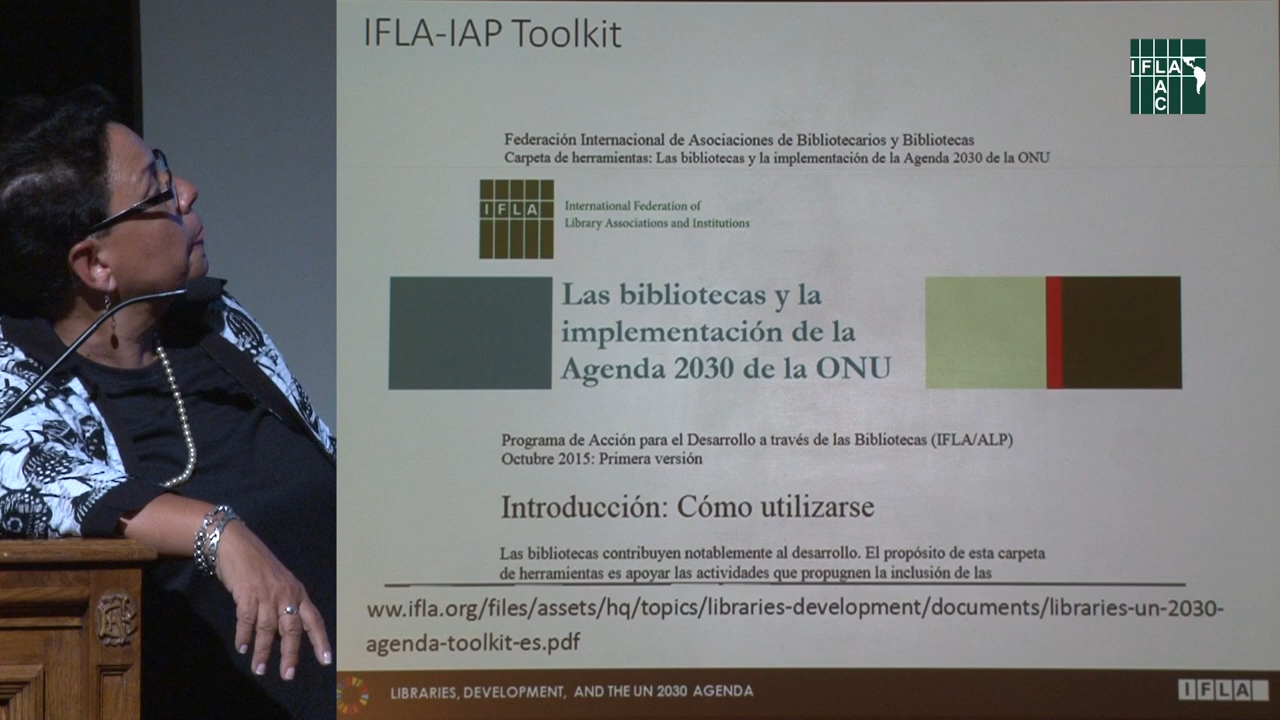 IFLA-IAP Toolkit
IFLA
LAC
Federación Internacional de Asociaciones de Bibliotecarios y Bibliotecas
Carpeta de herramientas: Las bibliotecas y la implementación de la Agenda 2030 de la ONU
IFLA
International Federation of
Library Associations and Institutions
Las bibliotecas y la
implementación de la
Agenda 2030 de la ONU
Programa de Acción para el Desarrollo a través de las Bibliotecas (IFLA/ALP)
Octubre 2015: Primera versión
Introducción: Cómo utilizarse
Las bibliotecas contribuyen notablemente al desarrollo. El propósito de esta carpeta
de herramientas es apoyar las actividades que propugnen la inclusión de las
ww.ifla.org/files/assets/hq/topics/libraries-development/documents/libraries-un-2030-
agenda-toolkit-es.pdf
LIBRARIES, DEVELOPMENT, AND THE UN 2030 AGENDA
IFLA